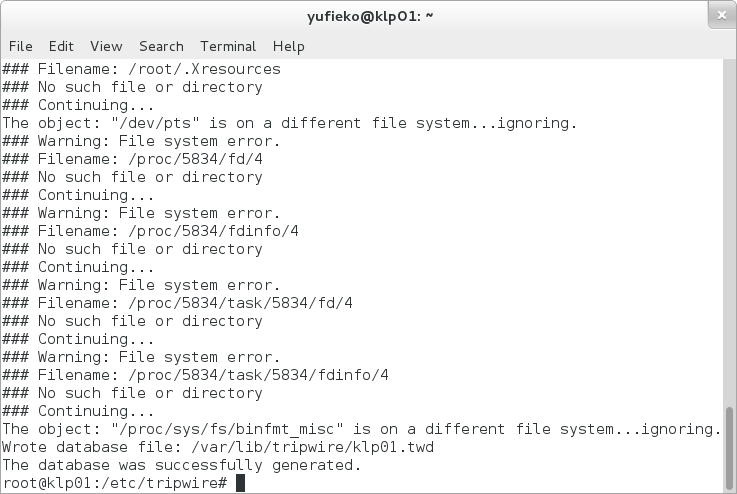 yufieko@klp01: ~
×
File Edit View Search Terminal Help
### Filename: /root/.Xresources
### No such file or directory
### Continuing...
The object: "/dev/pts" is on a different file system...ignoring.
### Warning: File system error.
### Filename: /proc/5834/fd/4
### No such file or directory
### Continuing...
### Warning: File system error.
### Filename: /proc/5834/fdinfo/4
### No such file or directory
### Continuing...
### Warning: File system error.
### Filename: /proc/5834/task/5834/fd/4
### No such file or directory
### Continuing...
### Warning: File system error.
### Filename: /proc/5834/task/5834/fdinfo/4
### No such file or directory
### Continuing...
The object: "/proc/sys/fs/binfmt_misc" is on a different file system...ignoring.
Wrote database file: /var/lib/tripwire/klp01.twd
The database was successfully generated.
root@klp01:/etc/tripwire#